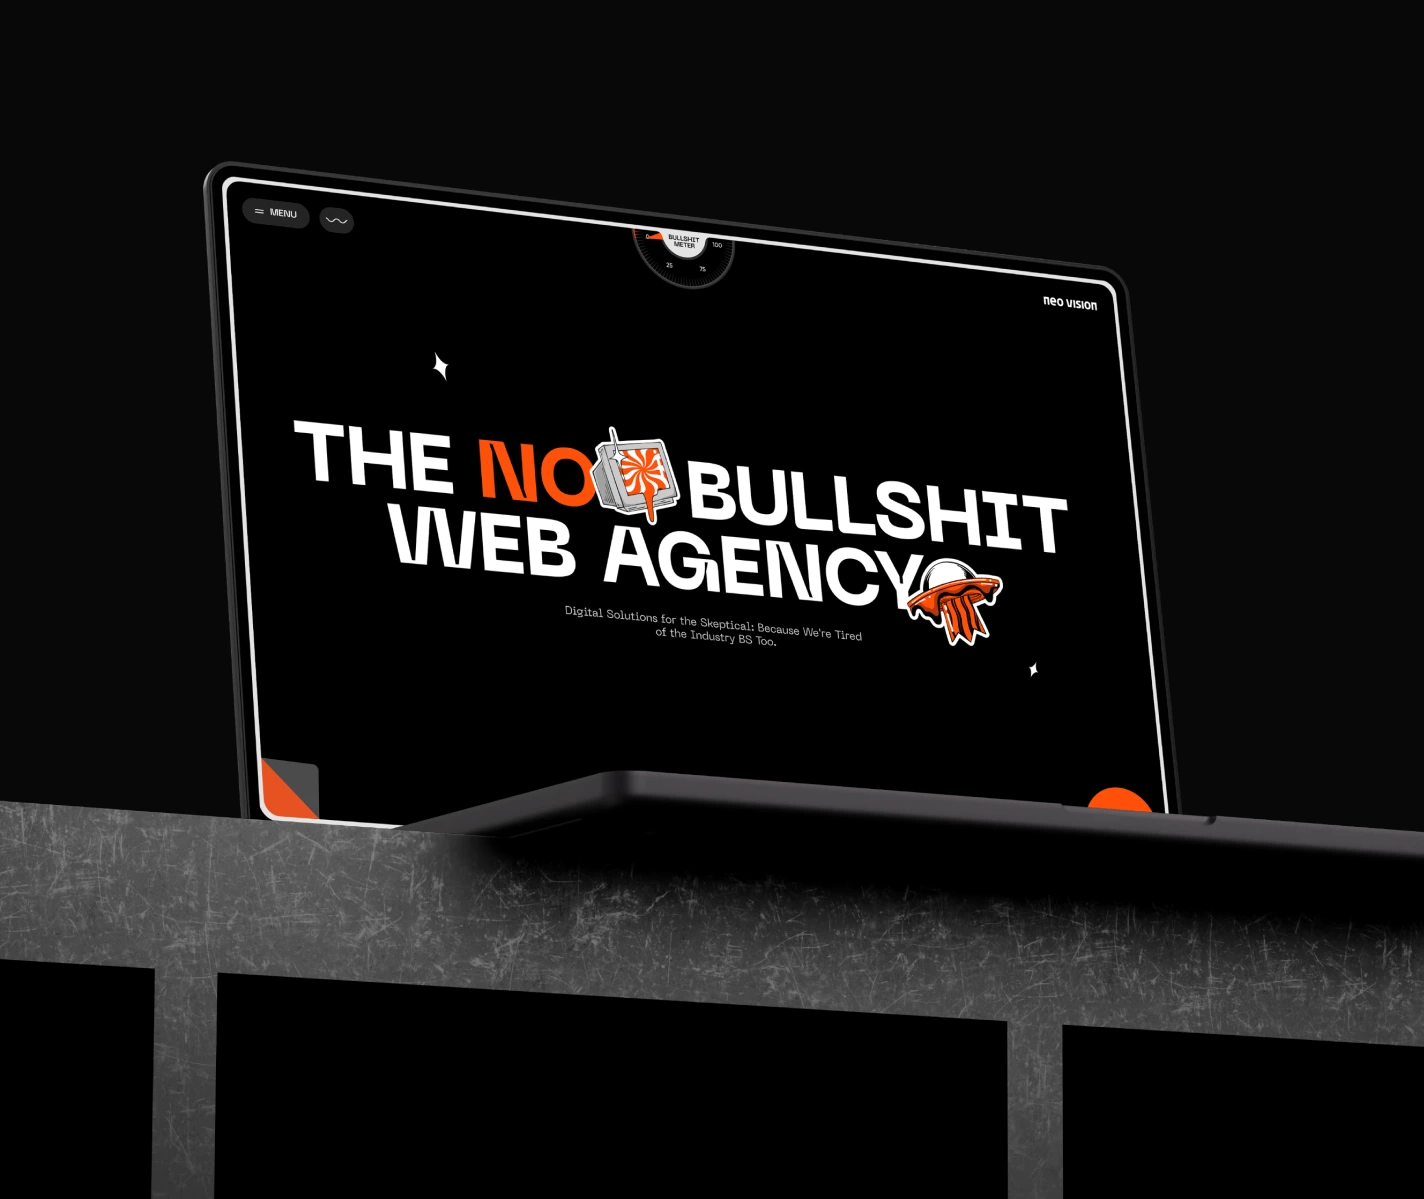 MENU
BULLSHIT
METER
0
25
75
100
neo vision
THE NO BULLSHIT
WEB AGENCY
Digital Solutions for the Skeptical: Because We're Tired
of the Industry BS Too.